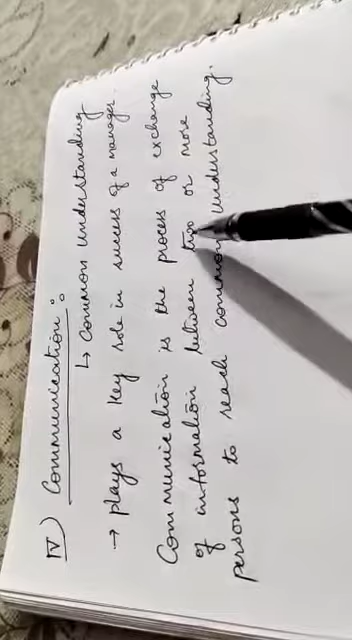 IV) Communication :
↳ common understanding
→ plays a key role in success of a manager.
Communication is the process of exchange
of information between two or more
persons to reach common understanding.